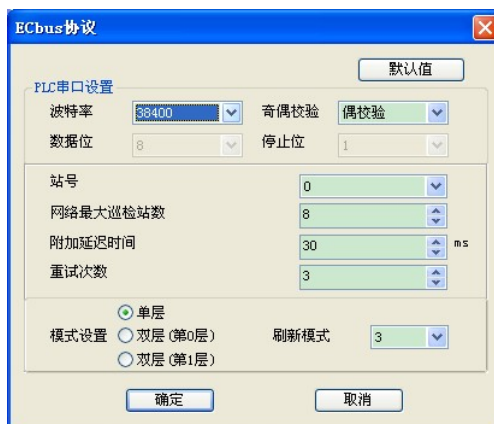 ECbus协议
默认值
PLC串口设置
波特率 38400 奇偶校验 偶校验
数据位 8 停止位 1
站号 0
网络最大巡检站数 8
附加延迟时间 30 ms
重试次数 3
单层
模式设置 双层(第0层) 刷新模式 3
双层(第1层)
确定 取消